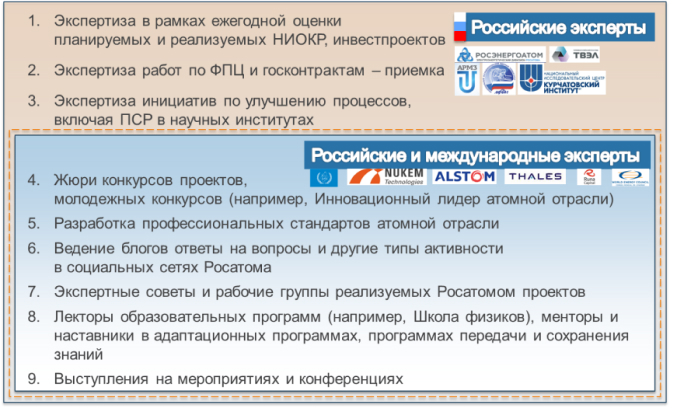 1. Экспертиза в рамках ежегодной оценки
планируемых и реализуемых НИОКР, инвестпроектов
Российские эксперты
РОСЭНЕРГОАТОМ
ТВЭЛ
2. Экспертиза работ по ФПЦ и госконтрактам – приемка
АРМЗ
НАЦИОНАЛЬНЫЙ
ИССЛЕДОВАТЕЛЬСКИЙ ЦЕНТР
КУРЧАТОВСКИЙ
ИНСТИТУТ
3. Экспертиза инициатив по улучшению процессов,
включая ПСР в научных институтах
Российские и международные эксперты
NUKEM
Technologies
ALSTOM
THALES
Runa
Capital
4. Жюри конкурсов проектов,
молодежных конкурсов (например, Инновационный лидер атомной отрасли)
5. Разработка профессиональных стандартов атомной отрасли
6. Ведение блогов ответы на вопросы и другие типы активности
в социальных сетях Росатома
7. Экспертные советы и рабочие группы реализуемых Росатомом проектов
8. Лекторы образовательных программ (например, Школа физиков), менторы и
наставники в адаптационных программах, программах передачи и сохранения
знаний
9. Выступления на мероприятиях и конференциях